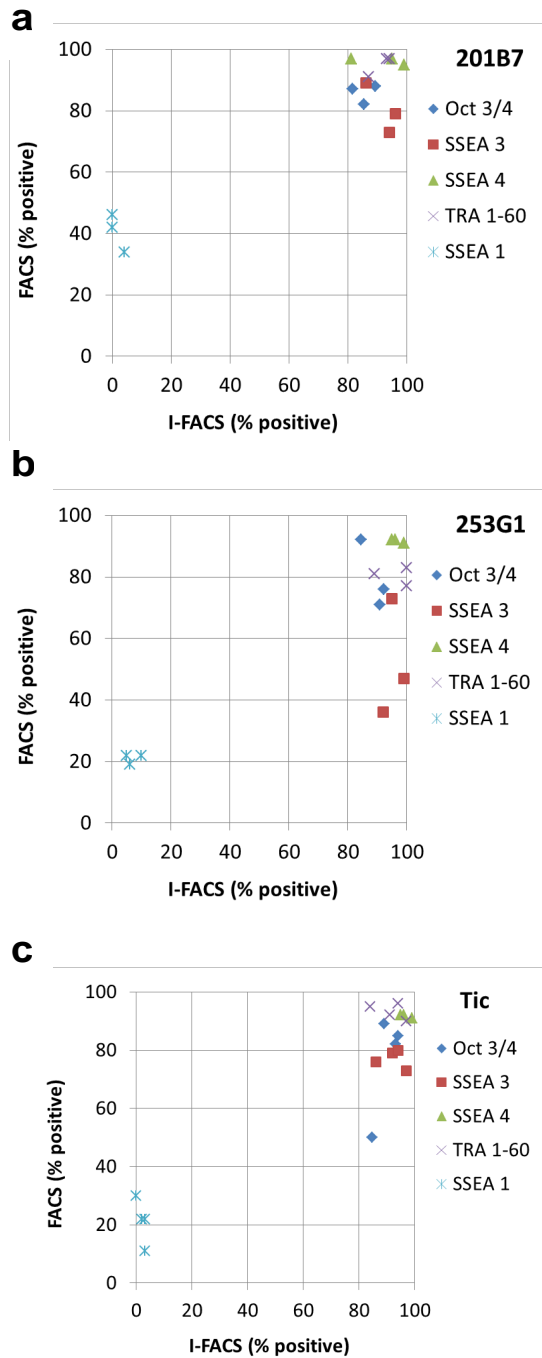 a
201B7
100
80
60
40
20
0
FACS (% positive)
0 20 40 60 80 100
I-FACS (% positive)
Oct 3/4
SSEA 3
SSEA 4
TRA 1-60
SSEA 1
b
253G1
100
80
60
40
20
0
FACS (% positive)
0 20 40 60 80 100
I-FACS (% positive)
Oct 3/4
SSEA 3
SSEA 4
TRA 1-60
SSEA 1
c
Tic
100
80
60
40
20
0
FACS (% positive)
0 20 40 60 80 100
I-FACS (% positive)
Oct 3/4
SSEA 3
SSEA 4
TRA 1-60
SSEA 1